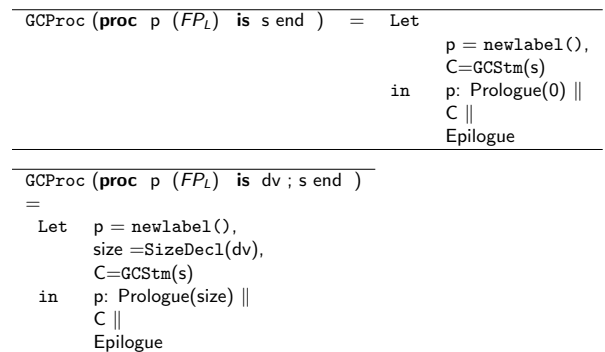 GCProc (proc p (FP_L) is s end ) = Let
p = newlabel(),
C=GCStm(s)
in p: Prologue(0) ∥
C ∥
Epilogue
GCProc (proc p (FP_L) is dv ; s end )
=
Let p = newlabel(),
size =SizeDecl(dv),
C=GCStm(s)
in p: Prologue(size) ∥
C ∥
Epilogue